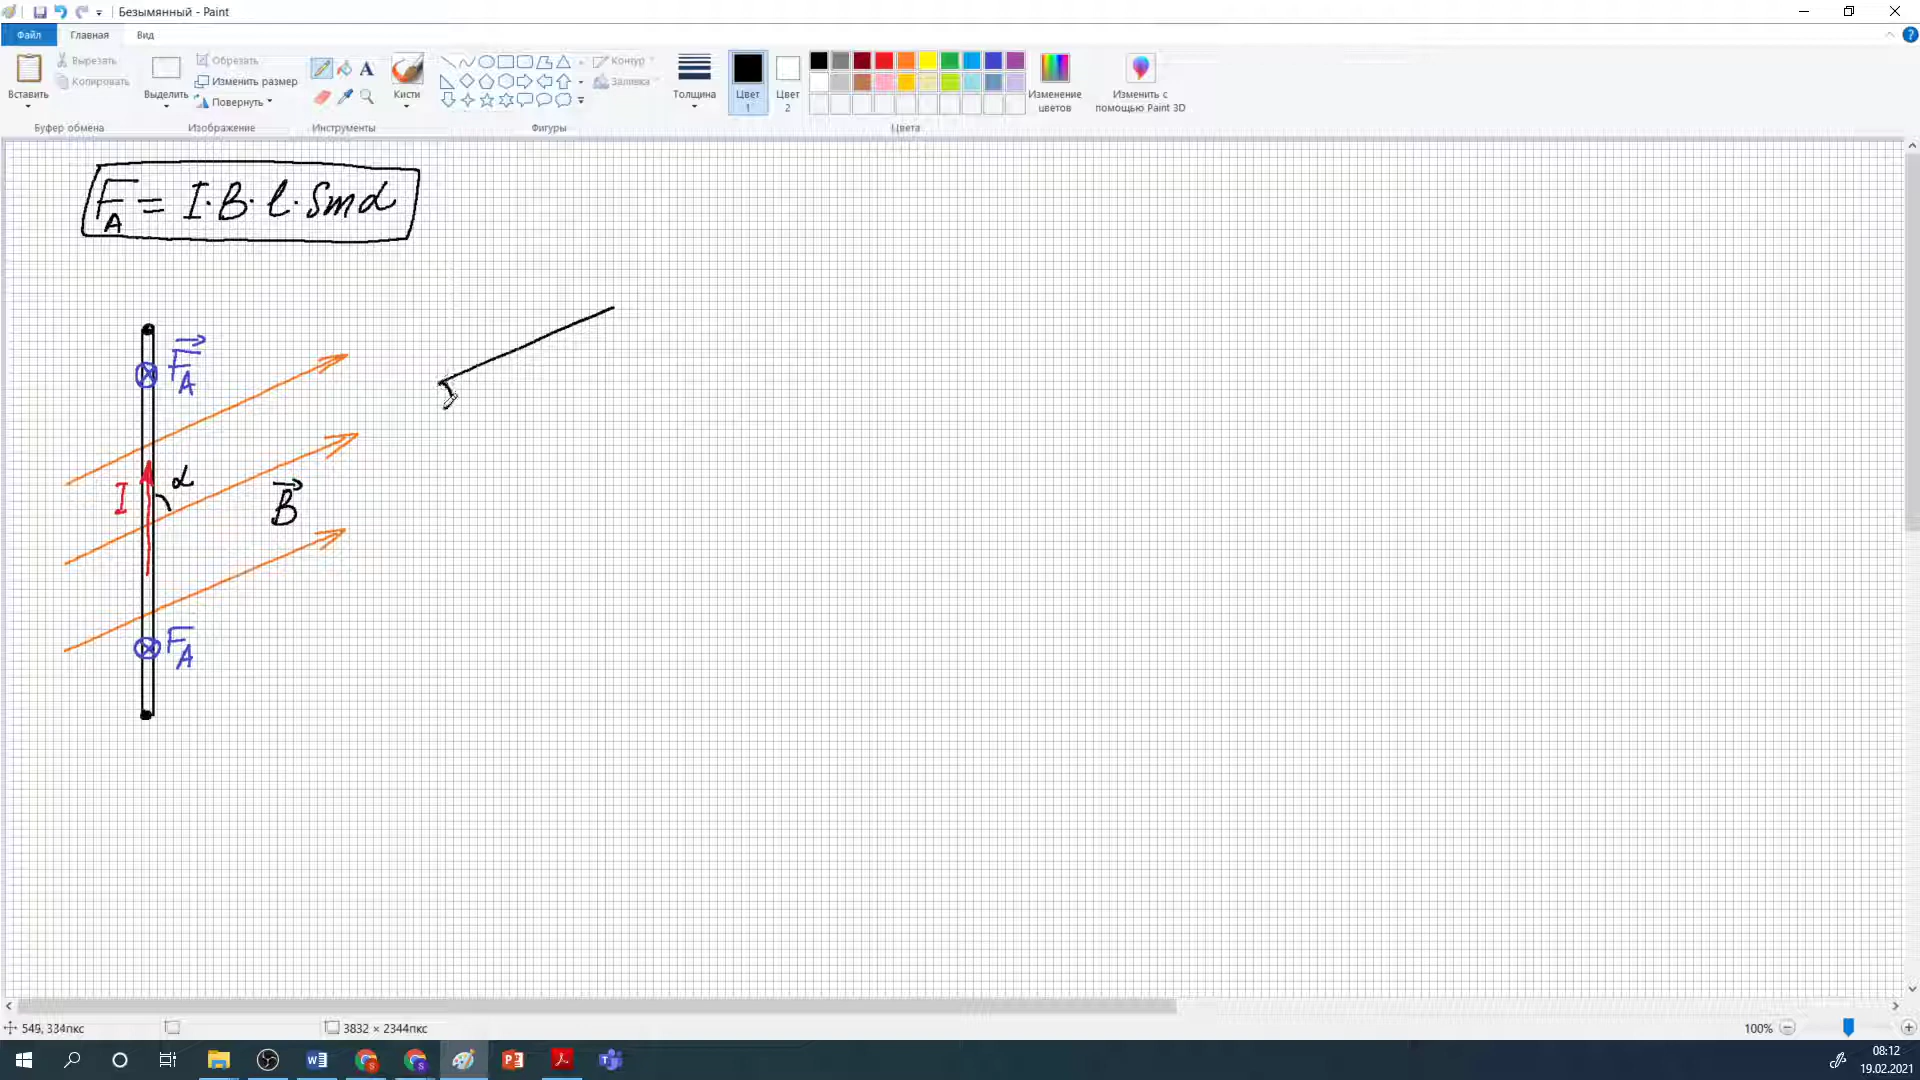 Безымянный - Paint
Файл Главная Вид
Вставить
Вырезать
Копировать
Буфер обмена
Выделить
Обрезать
Изменить размер
Повернуть
Изображение
Инструменты
Кисти
Контур
Заливка
Фигуры
Толщина
Цвет 1
Цвет 2
Цвета
Изменение цветов
Изменить с помощью Paint 3D
F_A = I·B·l·Sinα
F_A
I
α
B
F_A
549, 334пкс
3832 × 2344пкс
100%
08:12
19.02.2021